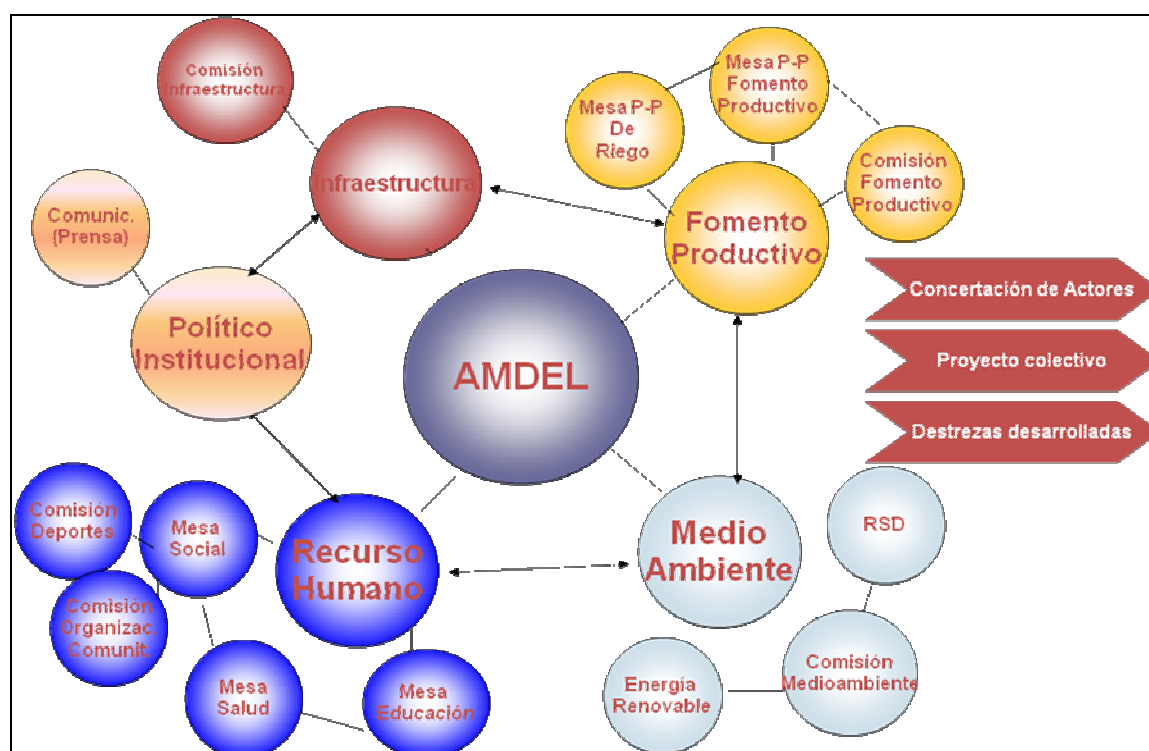 Comisión
Infraestructura
Mesa P-P
Fomento
Productivo
Mesa P-P
De
Riego
Comisión
Fomento
Productivo
Infraestructura
Comunic.
(Prensa)
Fomento
Productivo
Concertación de Actores
Político
Institucional
AMDEL
Proyecto colectivo
Destrezas desarrolladas
Comisión
Deportes
Mesa
Social
Recurso
Humano
Medio
Ambiente
RSD
Comisión
Organizac.
Comunit.
Mesa
Salud
Mesa
Educación
Energía
Renovable
Comisión
Medioambiente